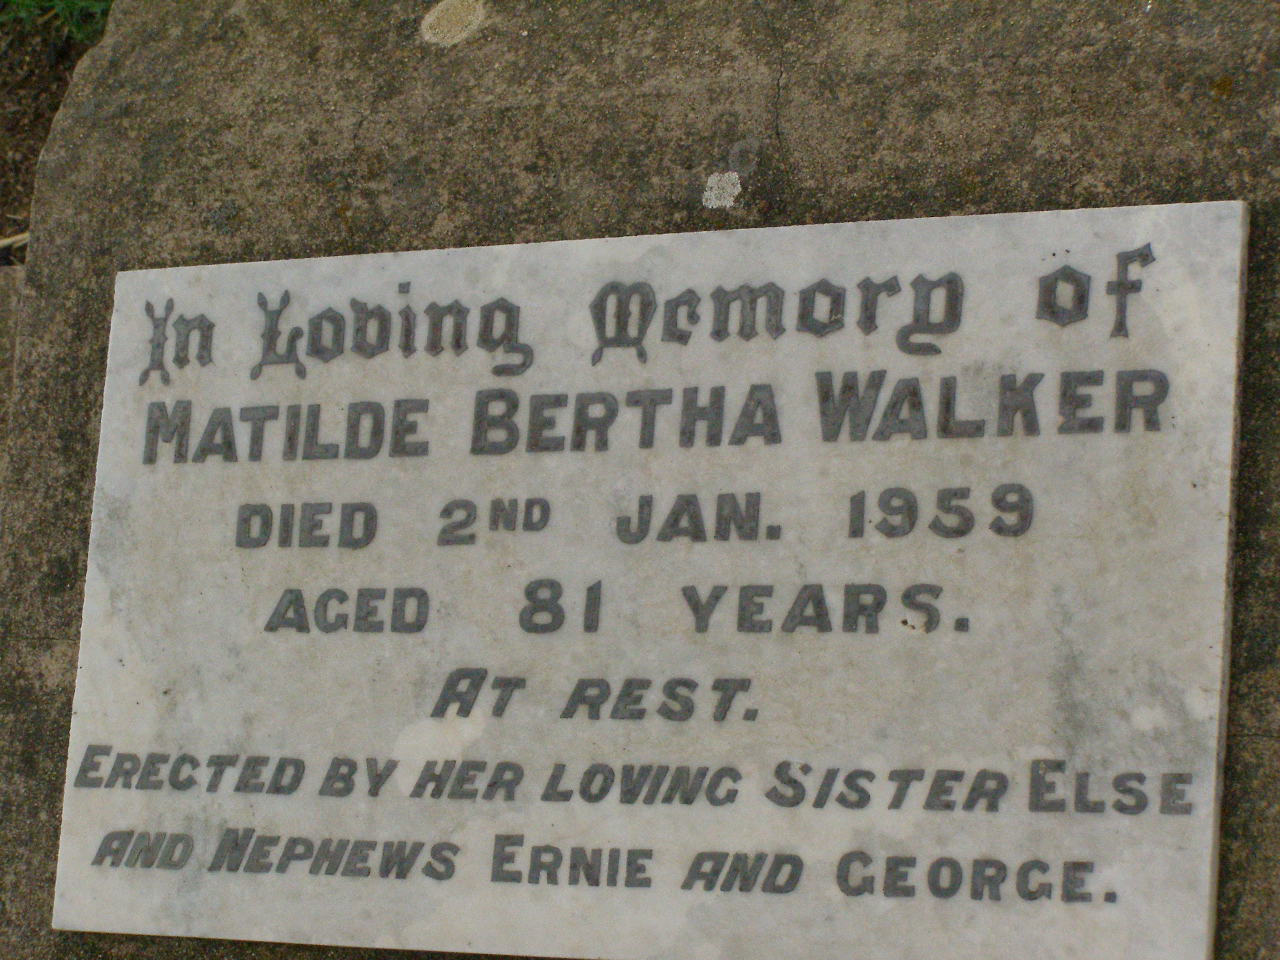 In Loving Memory of
MATILDE BERTHA WALKER
DIED 2ND JAN. 1959
AGED 81 YEARS.
AT REST.
ERECTED BY HER LOVING SISTER ELSE
AND NEPHEWS ERNIE AND GEORGE.